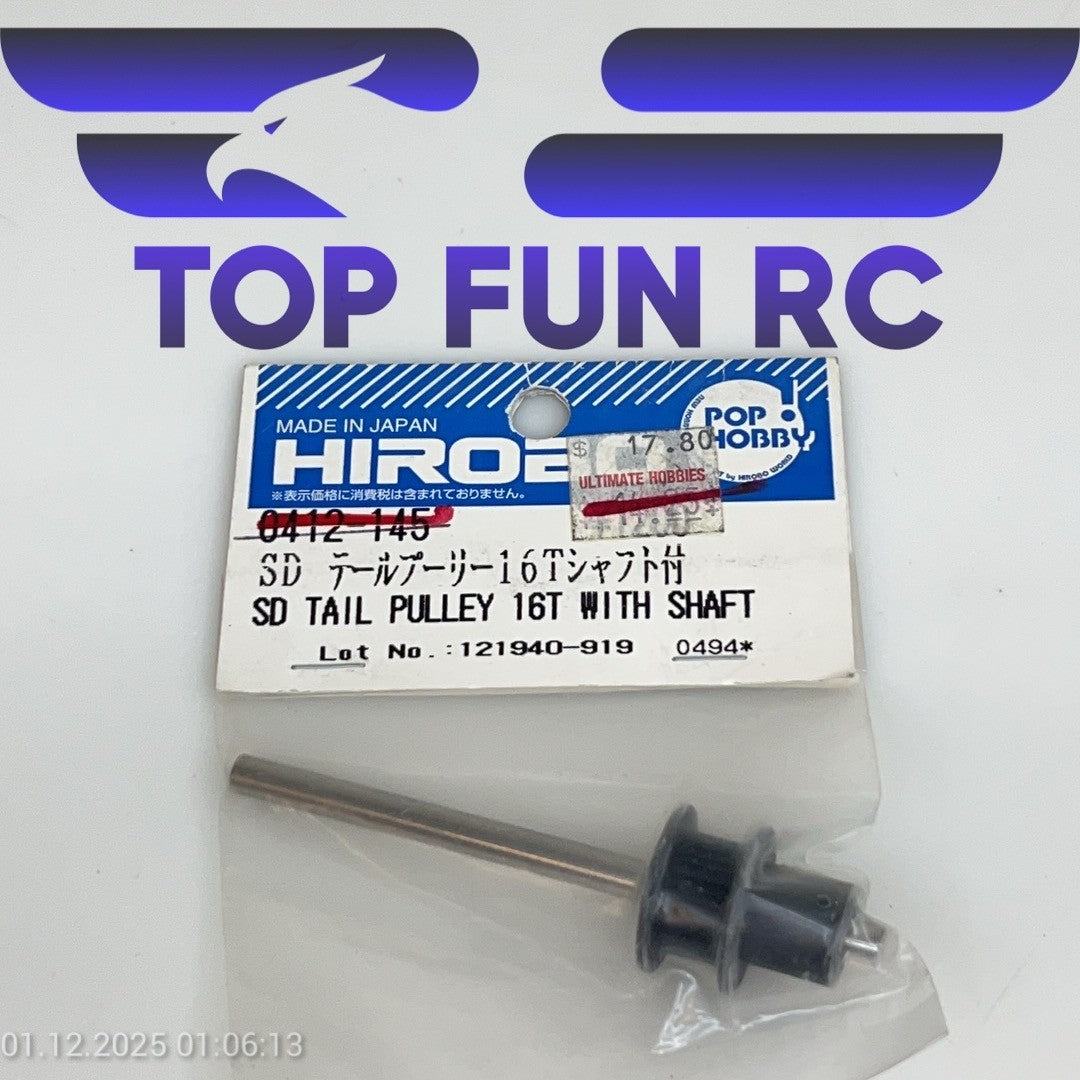 TOP FUN RC
MADE IN JAPAN
HIROB
※表示価格に消費税は含まれておりません。
POP HOBBY
by HIROBO WORLD
$ 17.80
ULTIMATE HOBBIES
0412-145
SD テールプーリー16Tシャフト付
SD TAIL PULLEY 16T WITH SHAFT
Lot No.:121940-919 0494*
01.12.2025 01:06:13